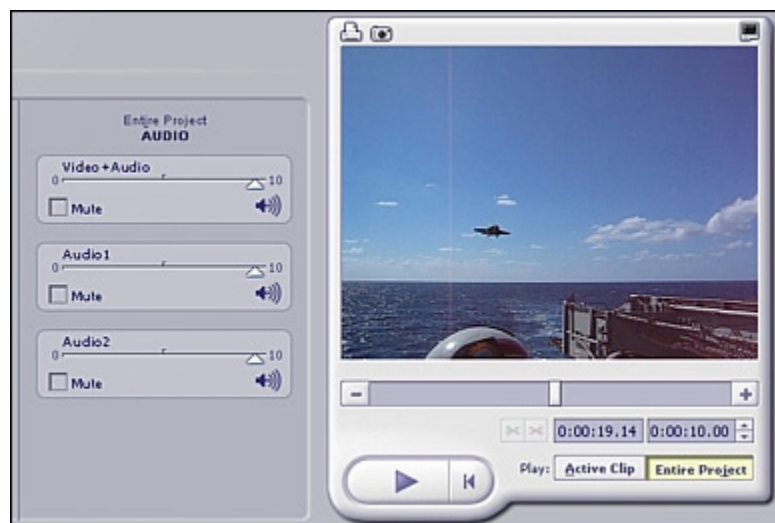 Entire Project
AUDIO
Video+Audio
0 10
Mute
Audio1
0 10
Mute
Audio2
0 10
Mute
0:00:19.14 0:00:10.00
Play: Active Clip Entire Project